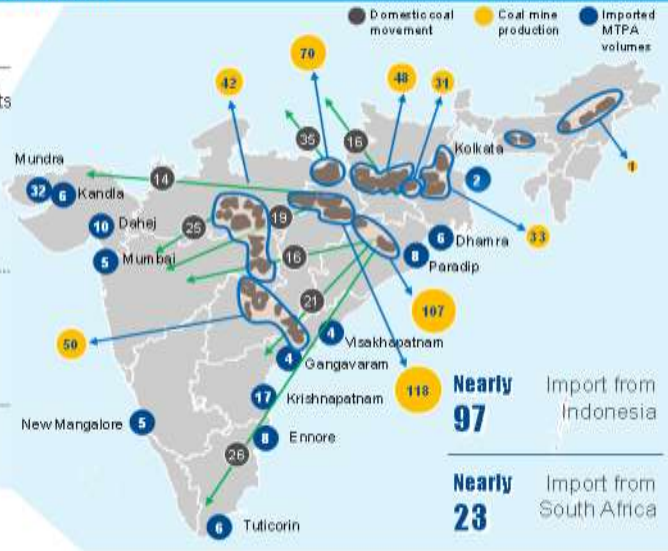 Domestic coal movement
Coal mine production
Imported MTPA volumes
ts
70
42
48
31
35
16
Kolkata
Mundra
14
32
6
Kandla
2
1
19
10
Dahej
25
6
Dhamra
33
5
Mumbai
16
8
Paradip
21
107
4
Visakhapatnam
50
4
Gangavaram
118
Nearly
97
Import from
Indonesia
17
Krishnapatnam
New Mangalore
5
8
Ennore
26
Nearly
23
Import from
South Africa
6
Tuticorin